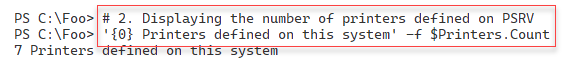 PS C:\Foo> # 2. Displaying the number of printers defined on PSRV
PS C:\Foo> '{0} Printers defined on this system' -f $Printers.Count
7 Printers defined on this system